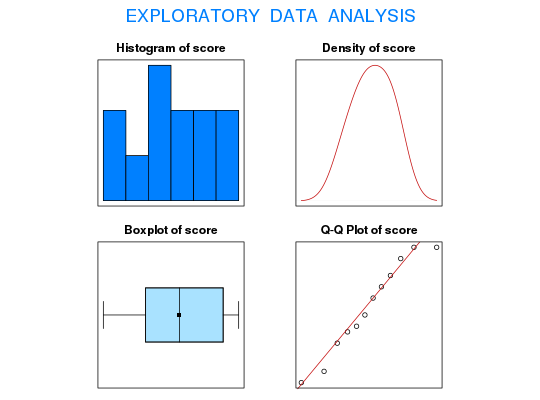 EXPLORATORY DATA ANALYSIS
Histogram of score
Density of score
Boxplot of score
Q-Q Plot of score